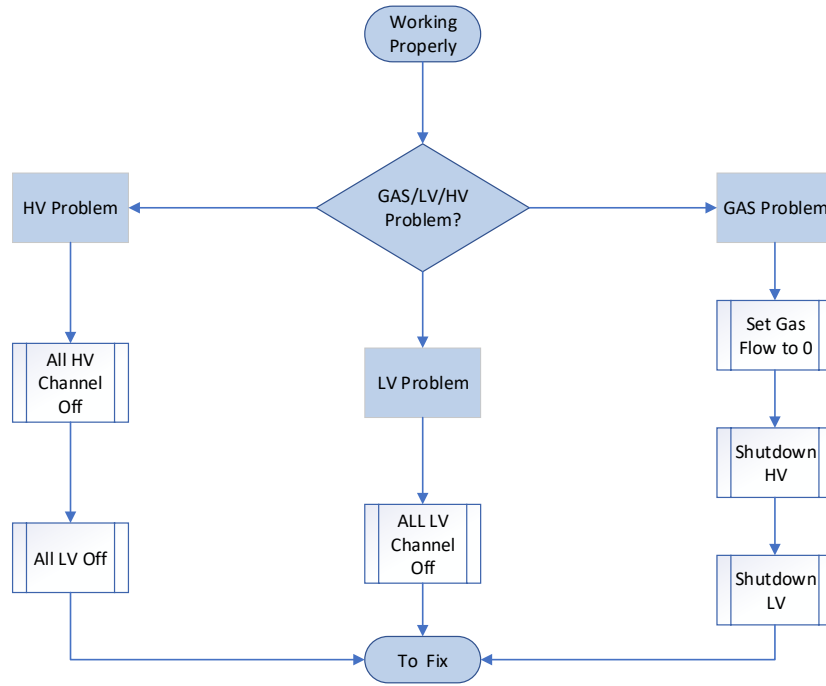 Working
Properly
GAS/LV/HV
Problem?
HV Problem
GAS Problem
All HV
Channel
Off
LV Problem
Set Gas
Flow to 0
Shutdown
HV
All LV Off
ALL LV
Channel
Off
Shutdown
LV
To Fix